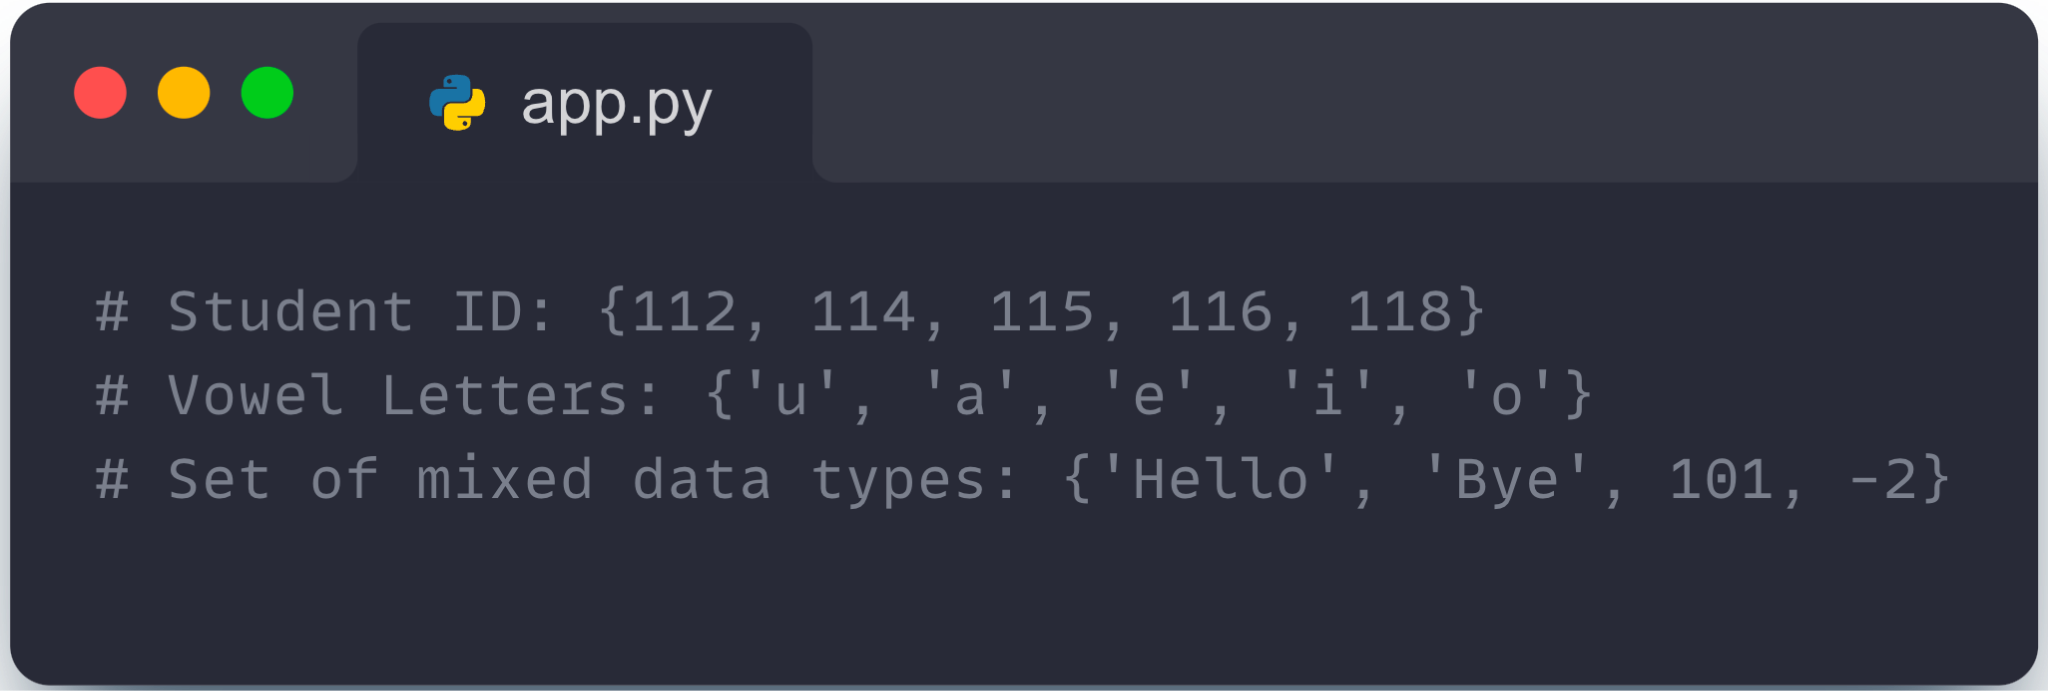 app.py
# Student ID: {112, 114, 115, 116, 118}
# Vowel Letters: {'u', 'a', 'e', 'i', 'o'}
# Set of mixed data types: {'Hello', 'Bye', 101, -2}